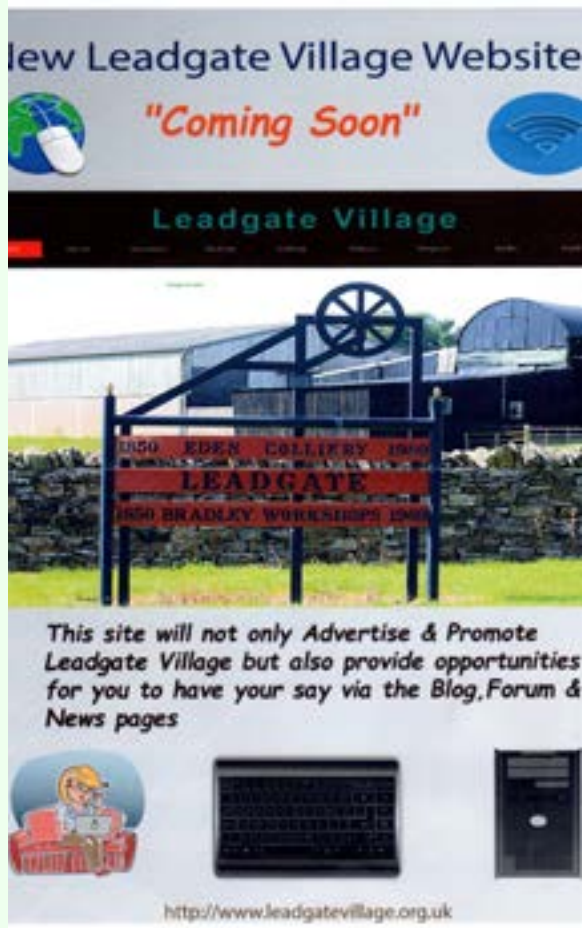 New Leadgate Village Website
"Coming Soon"
Leadgate Village
1850 EDEN COLLIERY 1980
LEADGATE
1850 BRADLEY WORKSHOPS
This site will not only Advertise & Promote
Leadgate Village but also provide opportunities
for you to have your say via the Blog,Forum &
News pages
http://www.leadgatevillage.org.uk